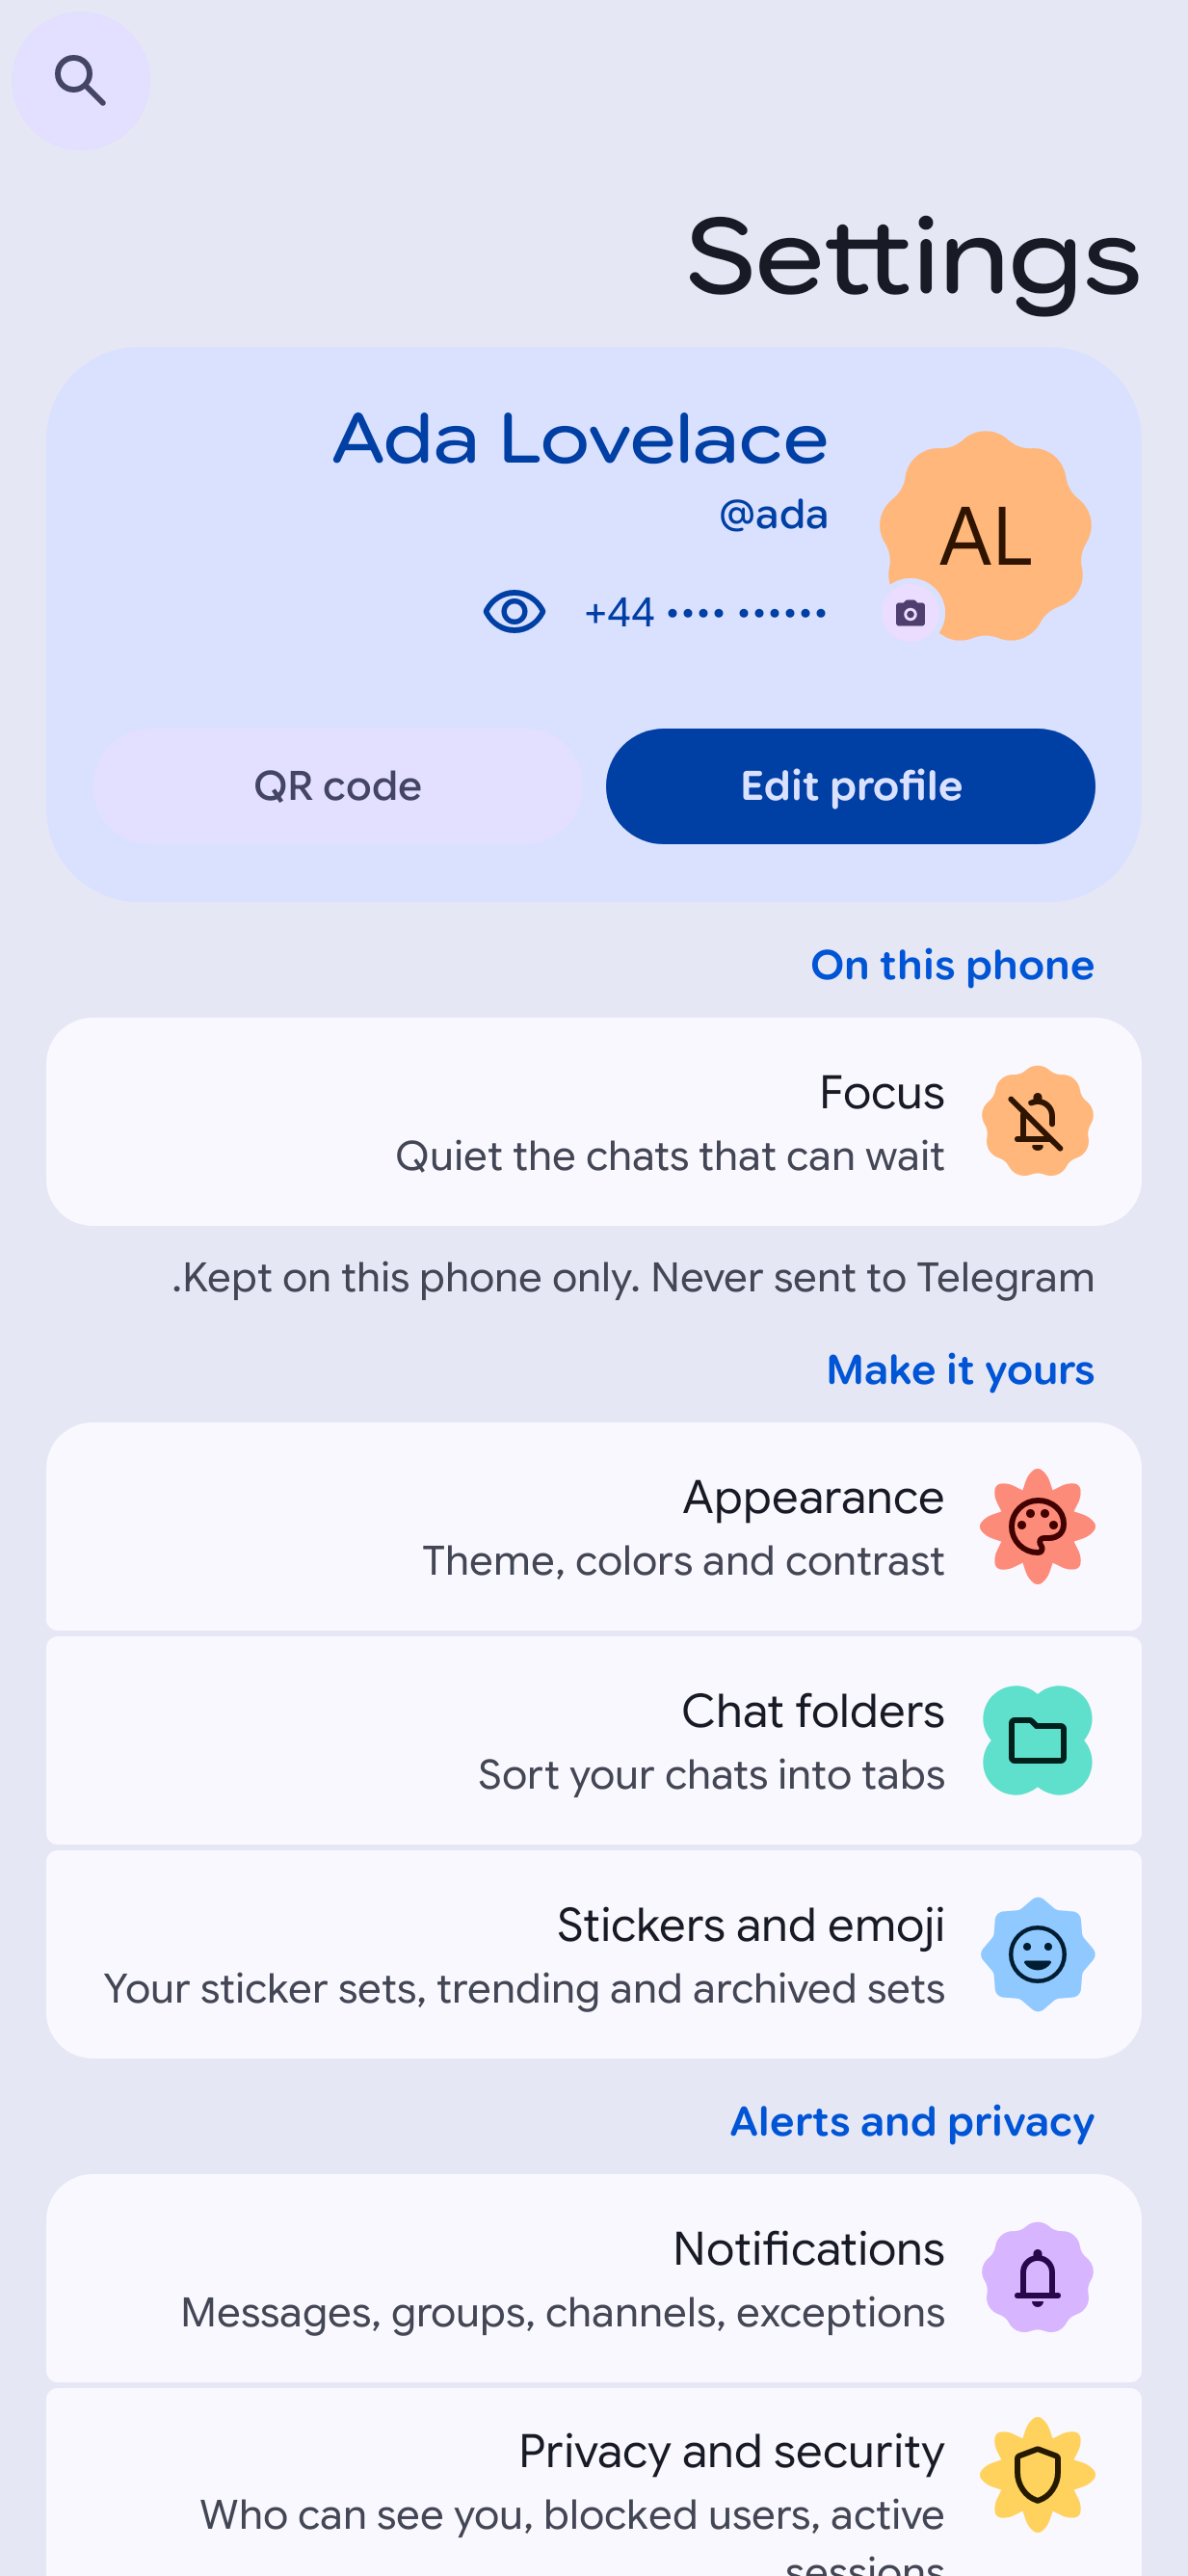 Settings
Ada Lovelace
@ada
+44 •••• ••••••
AL
Edit profile
QR code
On this phone
Focus
Quiet the chats that can wait
.Kept on this phone only. Never sent to Telegram
Make it yours
Appearance
Theme, colors and contrast
Chat folders
Sort your chats into tabs
Stickers and emoji
Your sticker sets, trending and archived sets
Alerts and privacy
Notifications
Messages, groups, channels, exceptions
Privacy and security
Who can see you, blocked users, active
sessions